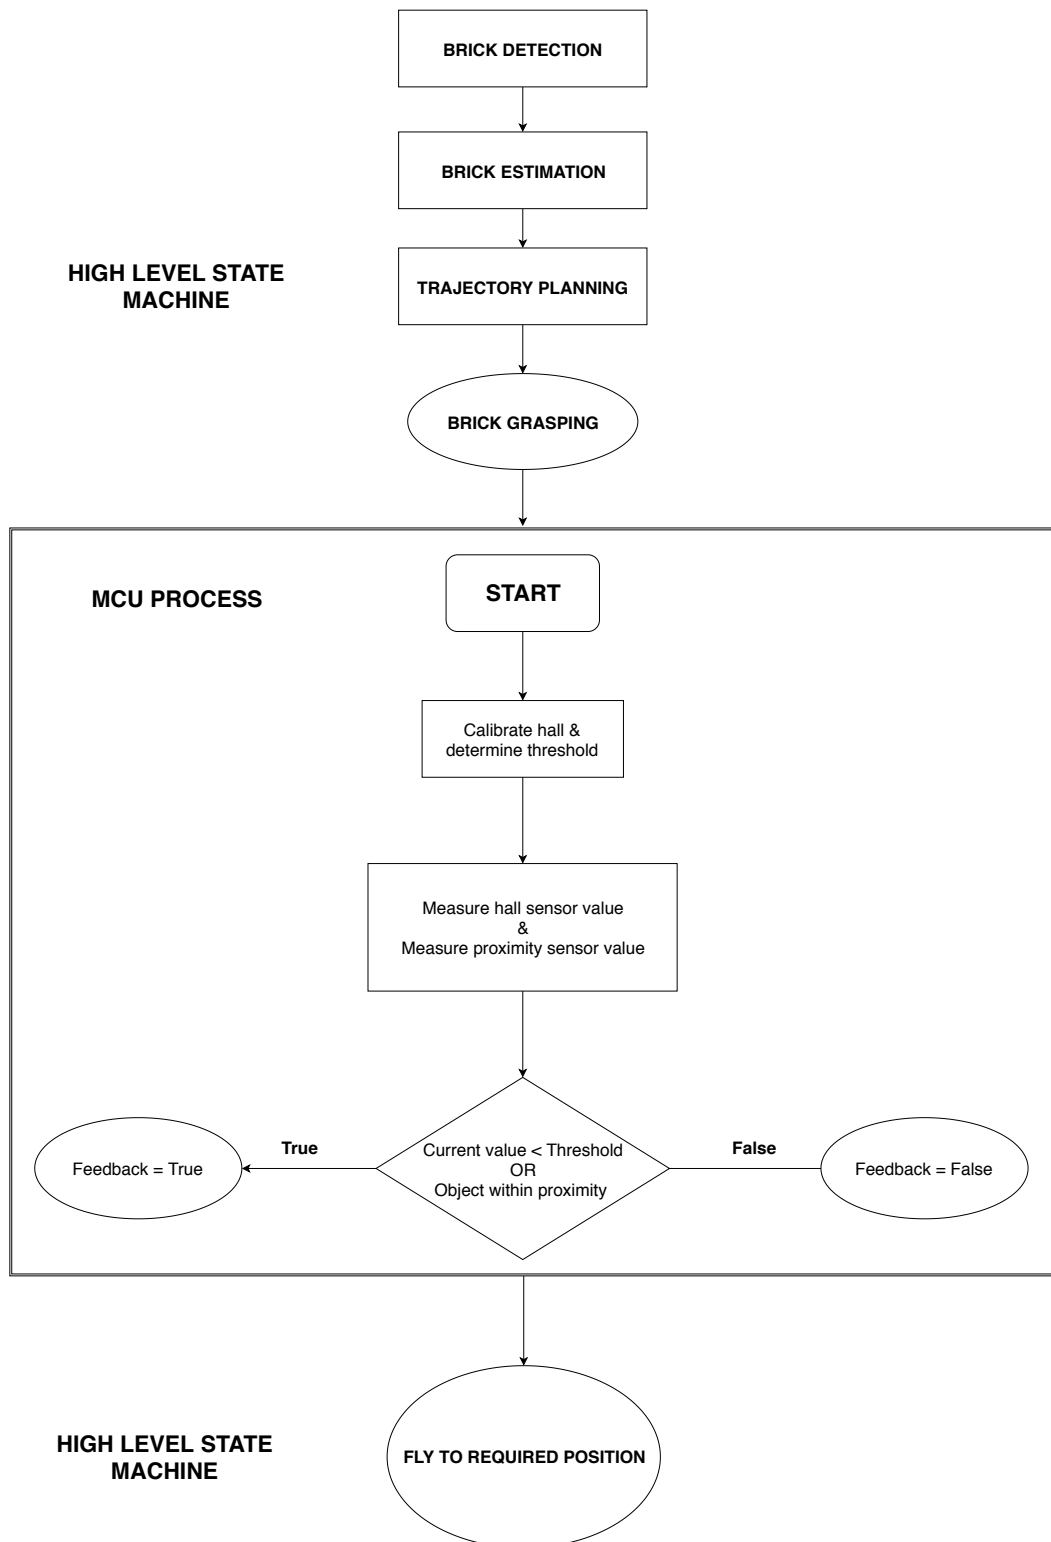 BRICK DETECTION
BRICK ESTIMATION
HIGH LEVEL STATE
MACHINE
TRAJECTORY PLANNING
BRICK GRASPING
MCU PROCESS
START
Calibrate hall &
determine threshold
Measure hall sensor value
&
Measure proximity sensor value
True
False
Feedback = True
Current value < Threshold
OR
Object within proximity
Feedback = False
HIGH LEVEL STATE
MACHINE
FLY TO REQUIRED POSITION